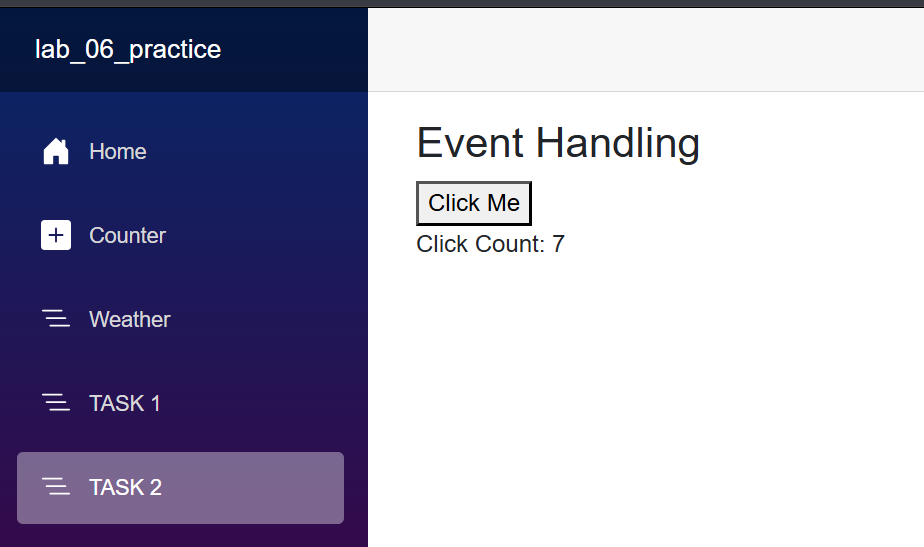 lab_06_practice
Home
Counter
Weather
TASK 1
TASK 2
Event Handling
Click Me
Click Count: 7